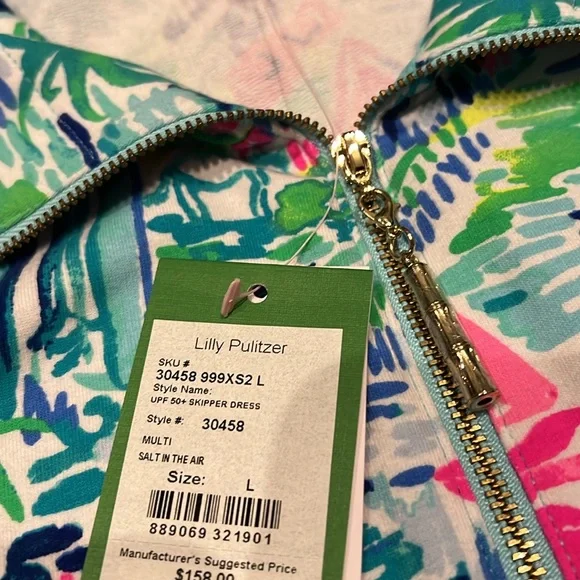 Lilly Pulitzer
SKU #
30458 999XS2 L
Style Name:
UPF 50+ SKIPPER DRESS
Style #: 30458
MULTI
SALT IN THE AIR
Size: L
889069 321901
Manufacturer's Suggested Price
$158.00